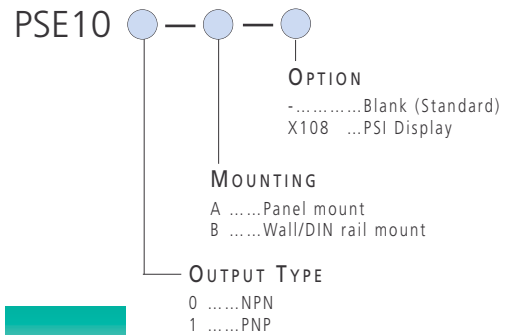 PSE10 — —
OPTION
-............Blank (Standard)
X108 ...PSI Display
MOUNTING
A ......Panel mount
B ......Wall/DIN rail mount
OUTPUT TYPE
0 ......NPN
1 ......PNP